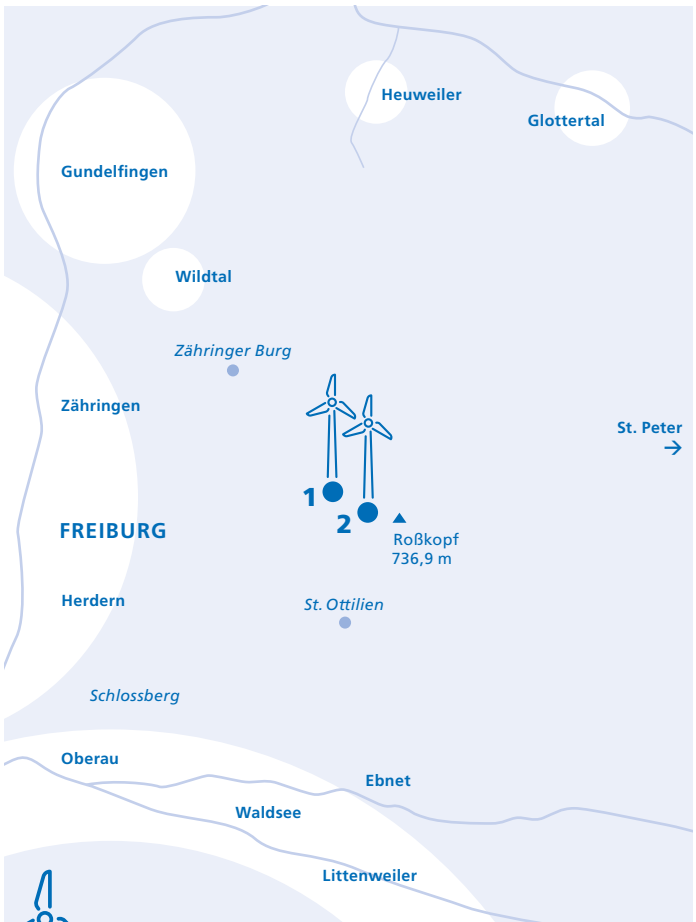 Heuweiler
Glottertal
Gundelfingen
Wildtal
Zähringer Burg
Zähringen
St. Peter
→
1
2
FREIBURG
Roßkopf
736,9 m
Herdern
St. Ottilien
Schlossberg
Oberau
Ebnet
Waldsee
Littenweiler